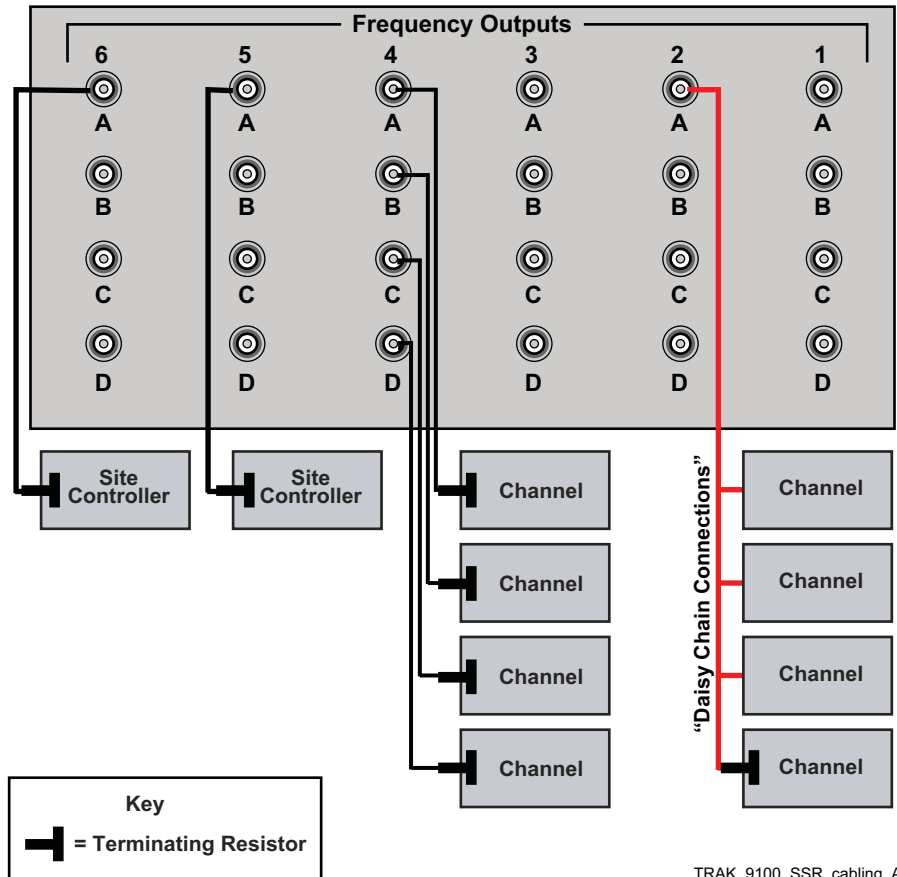 Frequency Outputs
6 5 4 3 2 1
A A A A A A
B B B B B B
C C C C C C
D D D D D D
Site
Controller
Site
Controller
Channel
Channel
Channel
Channel
“Daisy Chain Connections”
Channel
Channel
Channel
Channel
Key
= Terminating Resistor
TRAK_9100_SSR_cabling_A